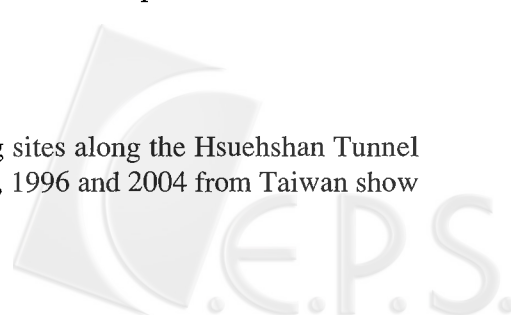 sites along the Hsuehshan Tunnel
, 1996 and 2004 from Taiwan show
C.E.P.S.